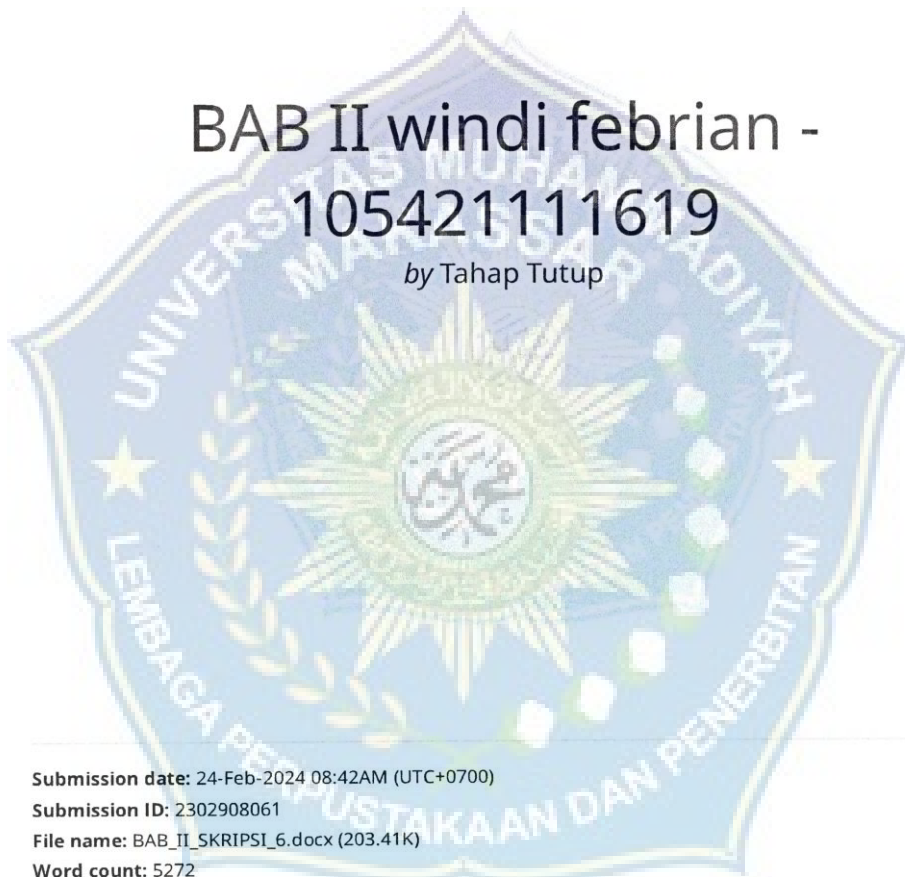 BAB II windi febrian -
105421111619
by Tahap Tutup
UNIVERSITAS MUHAMMADIYAH
MAKASSAR
LEMBAGA PERPUSTAKAAN DAN PENERBITAN
Submission date: 24-Feb-2024 08:42AM (UTC+0700)
Submission ID: 2302908061
File name: BAB_II_SKRIPSI_6.docx (203.41K)
Word count: 5272